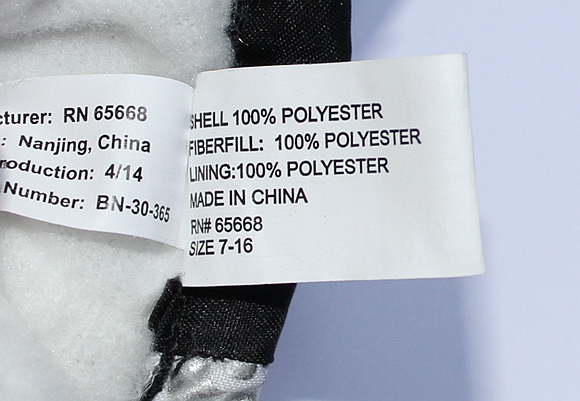 cturer: RN 65668
: Nanjing, China
roduction: 4/14
Number: BN-30-365
SHELL 100% POLYESTER
FIBERFILL: 100% POLYESTER
LINING:100% POLYESTER
MADE IN CHINA
RN# 65668
SIZE 7-16